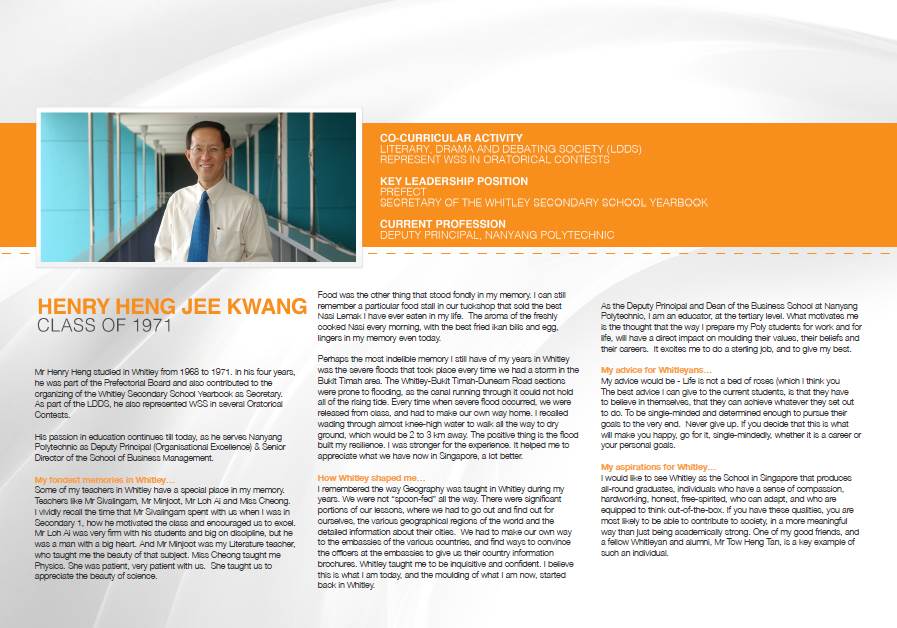 CO-CURRICULAR ACTIVITY
LITERARY, DRAMA AND DEBATING SOCIETY (LDDS)
REPRESENT WSS IN ORATORICAL CONTESTS
KEY LEADERSHIP POSITION
PREFECT
SECRETARY OF THE WHITLEY SECONDARY SCHOOL YEARBOOK
CURRENT PROFESSION
DEPUTY PRINCIPAL, NANYANG POLYTECHNIC
HENRY HENG JEE KWANG
CLASS OF 1971
Mr Henry Heng studied in Whitley from 1968 to 1971. In his four years,
he was part of the Prefectorial Board and also contributed to the
organizing of the Whitley Secondary School Yearbook as Secretary.
As part of the LDDS, he also represented WSS in several Oratorical
Contests.
His passion in education continues till today, as he serves Nanyang
Polytechnic as Deputy Principal (Organisational Excellence) & Senior
Director of the School of Business Management.
My fondest memories in Whitley…
Some of my teachers in Whitley have a special place in my memory.
Teachers like Mr Sivalingam, Mr Minjoot, Mr Loh Ai and Miss Cheong.
I vividly recall the time that Mr Sivalingam spent with us when I was in
Secondary 1, how he motivated the class and encouraged us to excel.
Mr Loh Ai was very firm with his students and big on discipline, but he
was a man with a big heart. And Mr Minjoot was my Literature teacher,
who taught me the beauty of that subject. Miss Cheong taught me
Physics. She was patient, very patient with us. She taught us to
appreciate the beauty of science.
Food was the other thing that stood fondly in my memory. I can still
remember a particular food stall in our tuckshop that sold the best
Nasi Lemak I have ever eaten in my life. The aroma of the freshly
cooked Nasi every morning, with the best fried ikan bilis and egg,
lingers in my memory even today.
Perhaps the most indelible memory I still have of my years in Whitley
was the severe floods that took place every time we had a storm in the
Bukit Timah area. The Whitley-Bukit Timah-Dunearn Road sections
were prone to flooding, as the canal running through it could not hold
all of the rising tide. Every time when severe flood occurred, we were
released from class, and had to make our own way home. I recalled
wading through almost knee-high water to walk all the way to dry
ground, which would be 2 to 3 km away. The positive thing is the flood
built my resilience. I was stronger for the experience. It helped me to
appreciate what we have now in Singapore, a lot better.
How Whitley shaped me…
I remembered the way Geography was taught in Whitley during my
years. We were not "spoon-fed" all the way. There were significant
portions of our lessons, where we had to go out and find out for
ourselves, the various geographical regions of the world and the
detailed information about their cities. We had to make our own way
to the embassies of the various countries, and find ways to convince
the officers at the embassies to give us their country information
brochures. Whitley taught me to be inquisitive and confident. I believe
this is what I am today, and the moulding of what I am now, started
back in Whitley.
As the Deputy Principal and Dean of the Business School at Nanyang
Polytechnic, I am an educator, at the tertiary level. What motivates me
is the thought that the way I prepare my Poly students for work and for
life, will have a direct impact on moulding their values, their beliefs and
their careers. It excites me to do a sterling job, and to give my best.
My advice for Whitleyans…
My advice would be - Life is not a bed of roses (which I think you
The best advice I can give to the current students, is that they have
to believe in themselves, that they can achieve whatever they set out
to do. To be single-minded and determined enough to pursue their
goals to the very end. Never give up. If you decide that this is what
will make you happy, go for it, single-mindedly, whether it is a career or
your personal goals.
My aspirations for Whitley…
I would like to see Whitley as the School in Singapore that produces
all-round graduates, individuals who have a sense of compassion,
hardworking, honest, free-spirited, who can adapt, and who are
equipped to think out-of-the-box. If you have these qualities, you are
most likely to be able to contribute to society, in a more meaningful
way than just being academically strong. One of my good friends, and
a fellow Whitleyan and alumni, Mr Tow Heng Tan, is a key example of
such an individual.